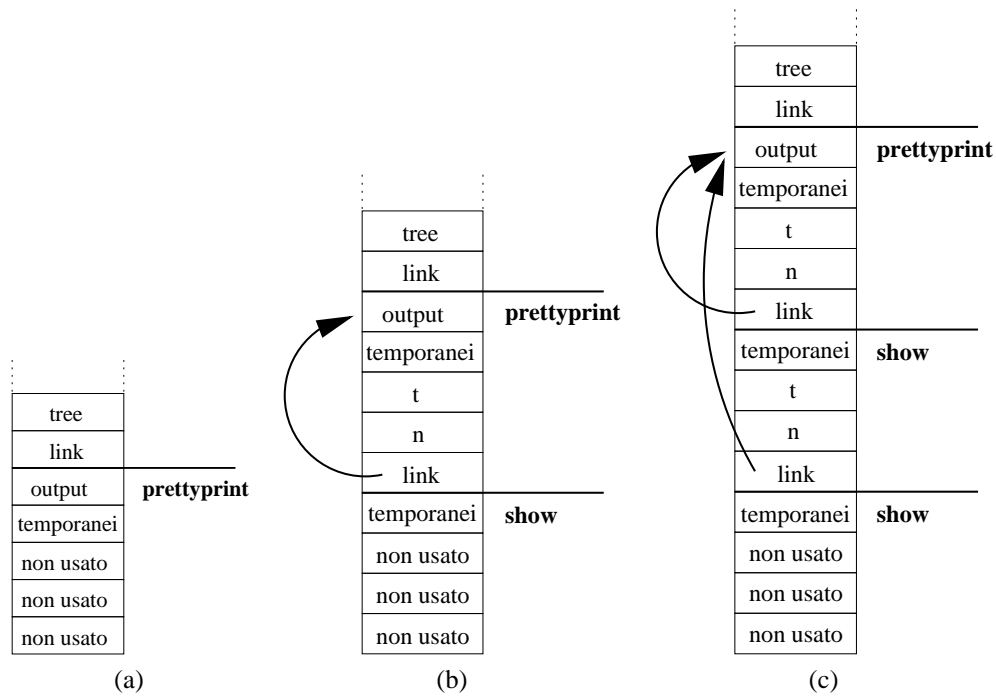 tree
link
output
prettyprint
temporanei
non usato
non usato
non usato
(a)
tree
link
output
prettyprint
temporanei
t
n
link
temporanei
show
non usato
non usato
non usato
(b)
tree
link
output
prettyprint
temporanei
t
n
link
temporanei
show
t
n
link
temporanei
show
non usato
non usato
non usato
(c)